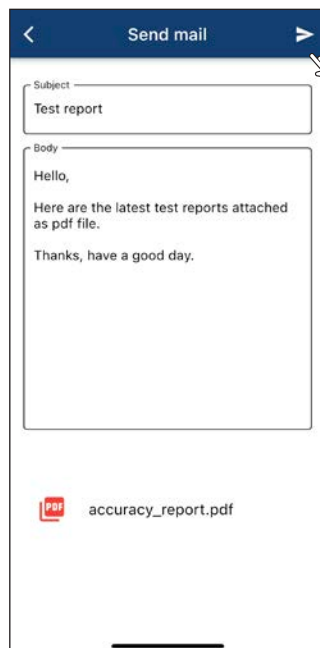 Send mail
Subject
Test report
Body
Hello,
Here are the latest test reports attached
as pdf file.
Thanks, have a good day.
PDF
accuracy_report.pdf